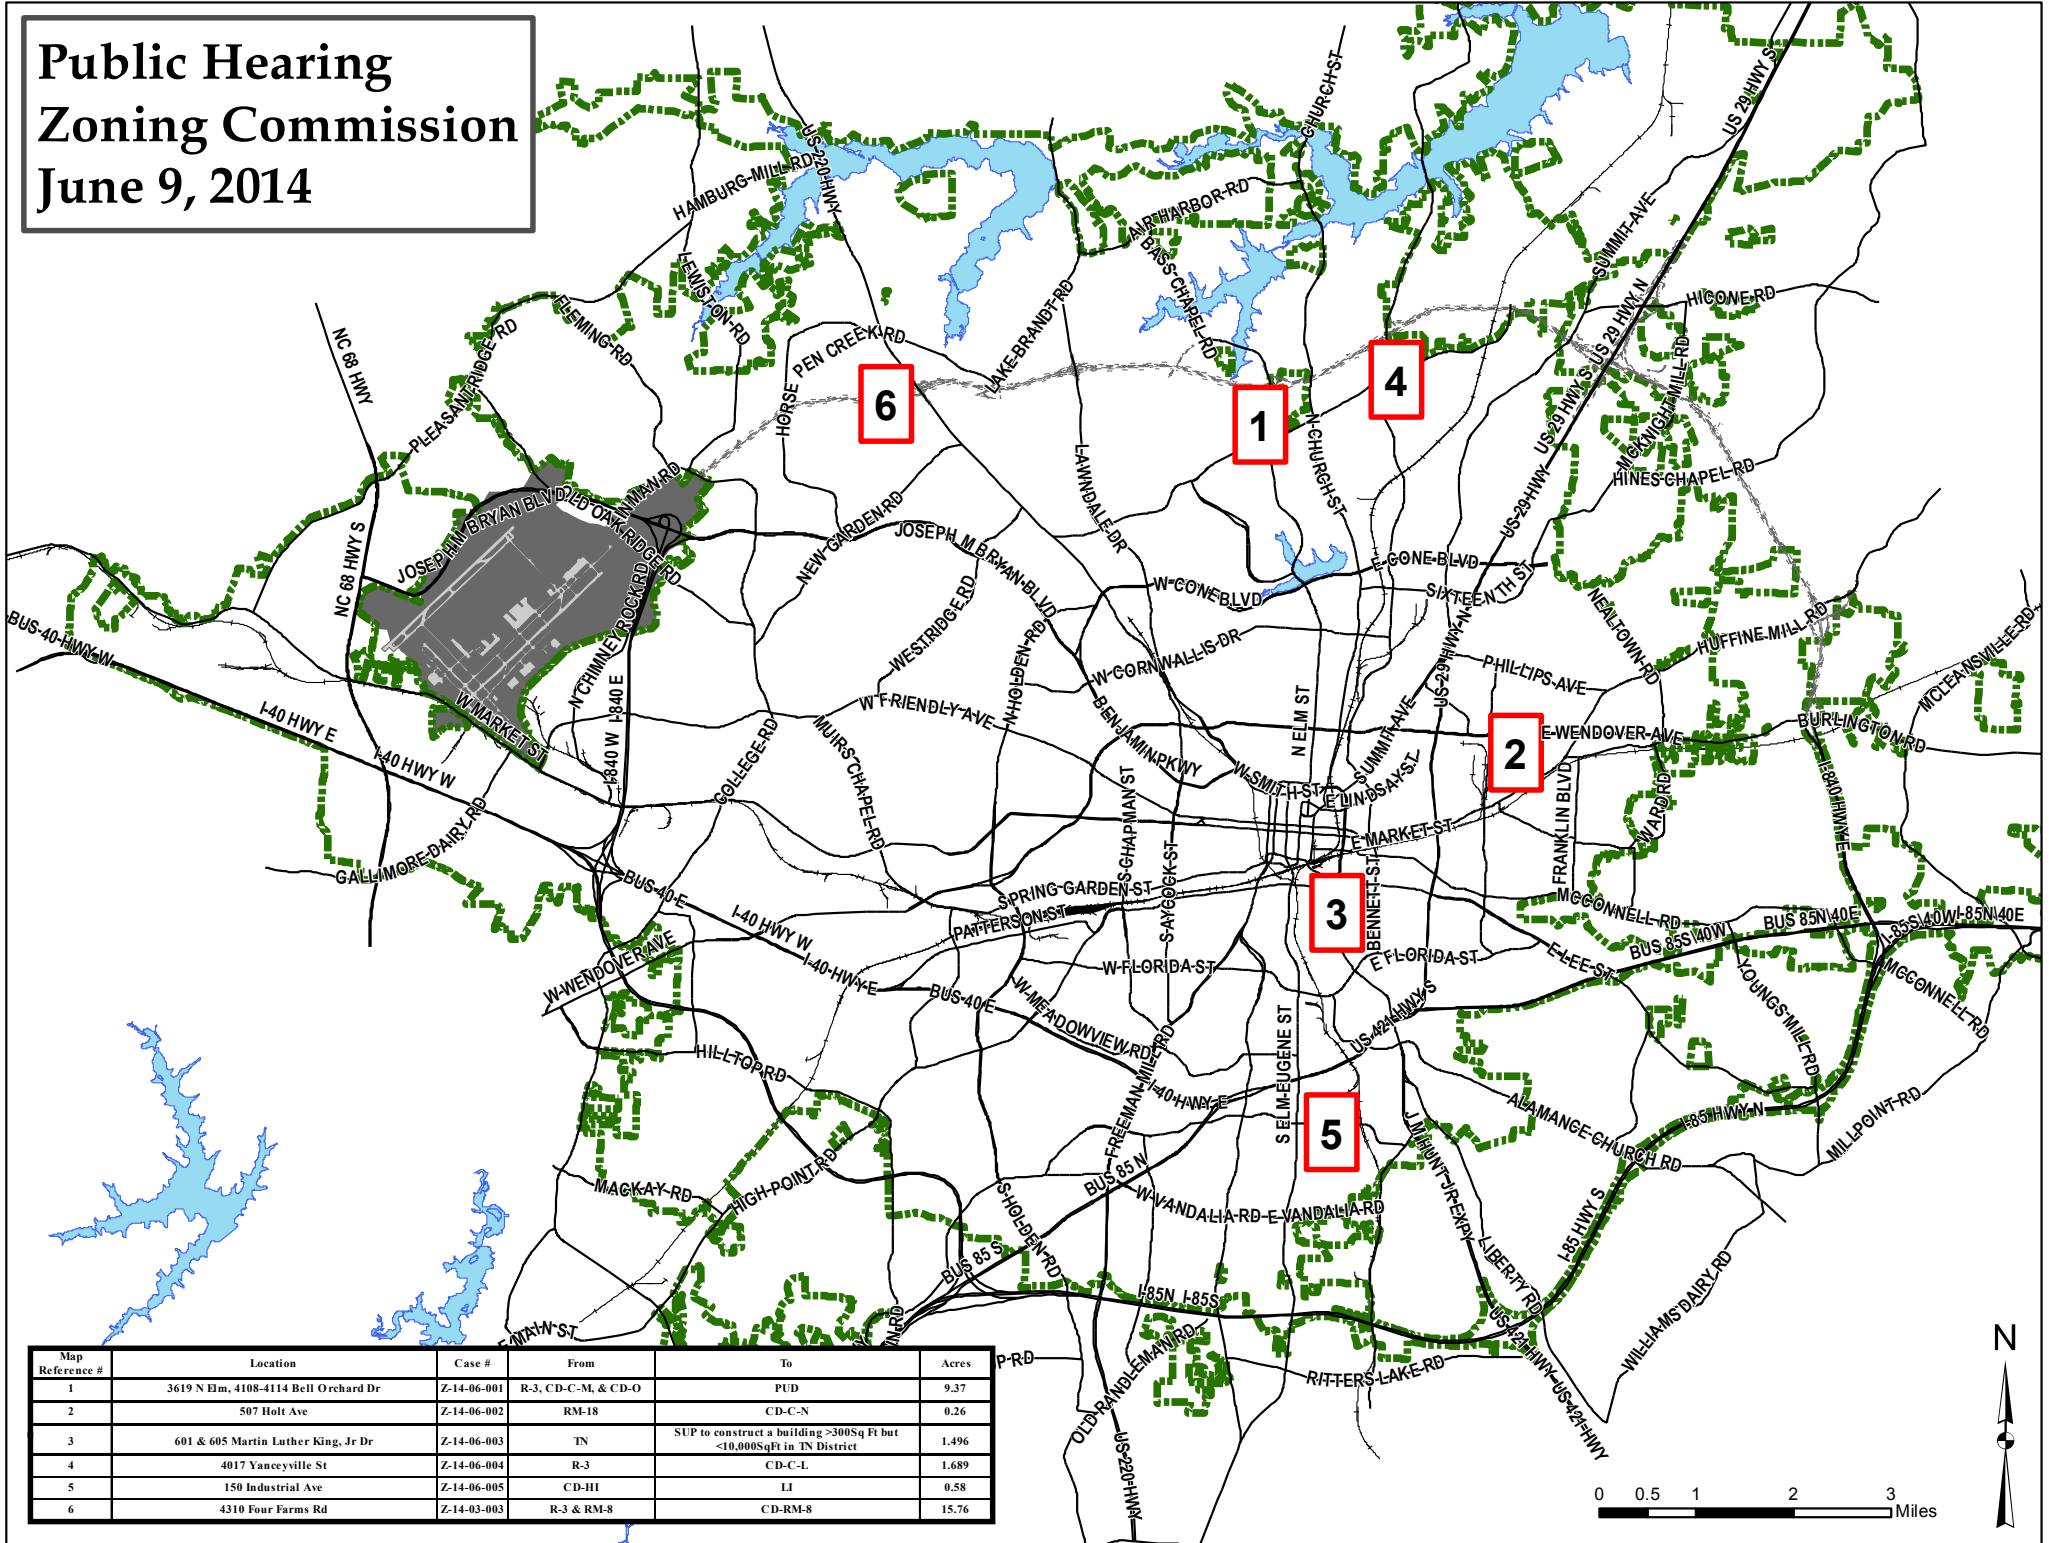 Public Hearing
Zoning Commission
June 9, 2014
CHURCH ST
US 29 HWY S
US-220-HWY
HAMBURG-MILL-RD
AIR HARBOR-RD
BASS-CHAPEL-RD
SUMMIT-AVE
LEWISTON-RD
HICONE-RD
FLEMING RD
NC 68 HWY
PLEASANT-RIDGE RD
HORSE PEN CREEK-RD
LAKE-BRANDT-RD
US 29 HWY N
US 29 HWY S
MCKNIGHT-MILL-RD
HINES-CHAPEL-RD
6
1
4
N-CHURCH-ST
LAWNDALE-DR
INMAN-RD
JOSEPH M BRYAN BLVD
OLD OAK RIDGE RD
NEW-GARDEN-RD
JOSEPH M BRYAN-BLVD
US-29-HWY
NC 68 HWY S
E-CONE-BLVD
W-CONE BLVD
SIXTEENTH ST
WESTRIDGE-RD
N-HOLDEN-RD
NEALTOWN-RD
HUFFINE-MILL-RD
MCLEANSVILLE-RD
BUS-40-HWY-W
N CHIMNEY ROCK RD
W-CORNWALLIS-DR
US-29-HWY-N
PHILLIPS-AVE
I-40 HWY E
I-40 HWY W
W MARKET ST
I-840 W I-840 E
W FRIENDLY AVE
BENJAMIN-PKWY
N ELM ST
SUMMIT-AVE
2
E-WENDOVER-AVE
BURLINGTON RD
COLLEGE-RD
MUIRS-CHAPEL-RD
W-SMITH-ST
E LINDSAY-ST
I-840-HWY-E
GALLIMORE-DAIRY-RD
S-CHAPMAN ST
S-AYCOCK-ST
E MARKET-ST
FRANKLIN BLVD
WARD RD
BUS-40-E
I-40 HWY W
SPRING GARDEN ST
PATTERSON-ST
3
BENNETT-ST
MCCONNELL-RD
BUS 85N\40E
I-85S\40W
I-85N\40E
W-WENDOVER AVE
I-40-HWY-E
W-FLORIDA-ST
E FLORIDA-ST
E-LEE-ST
BUS 85S\40W
YOUNGS-MILL-RD
MCCONNELL RD
BUS-40 E
W-MEADOWVIEW RD
US-421-HWY-S
HILLTOP-RD
FREEMAN-MILL-RD
I-40-HWY-E
S ELM-EUGENE ST
5
J M HUNT JR-EXPY
ALAMANCE-CHURCH RD
I-85 HWY-N
MILLPOINT-RD
MACKAY-RD
HIGH-POINT-RD
S-HOLDEN-RD
BUS 85 N
W-VANDALIA-RD
E VANDALIA-RD
I-85 HWY S
BUS 85 S
LIBERTY RD
WILLIAMS DAIRY RD
I-85N I-85S
US-421-HWY
US-421-HWY
E MAIN ST
P-RD
OLD-RANDLEMAN-RD
RITTERS-LAKE-RD
US-220-HWY
N
0 0.5 1 2 3
Miles
Map Reference # Location Case # From To Acres
1 3619 N Elm, 4108-4114 Bell Orchard Dr Z-14-06-001 R-3, CD-C-M, & CD-O PUD 9.37
2 507 Holt Ave Z-14-06-002 RM-18 CD-C-N 0.26
3 601 & 605 Martin Luther King, Jr Dr Z-14-06-003 TN SUP to construct a building >300Sq Ft but <10,000SqFt in TN District 1.496
4 4017 Yanceyville St Z-14-06-004 R-3 CD-C-L 1.689
5 150 Industrial Ave Z-14-06-005 CD-HI LI 0.58
6 4310 Four Farms Rd Z-14-03-003 R-3 & RM-8 CD-RM-8 15.76